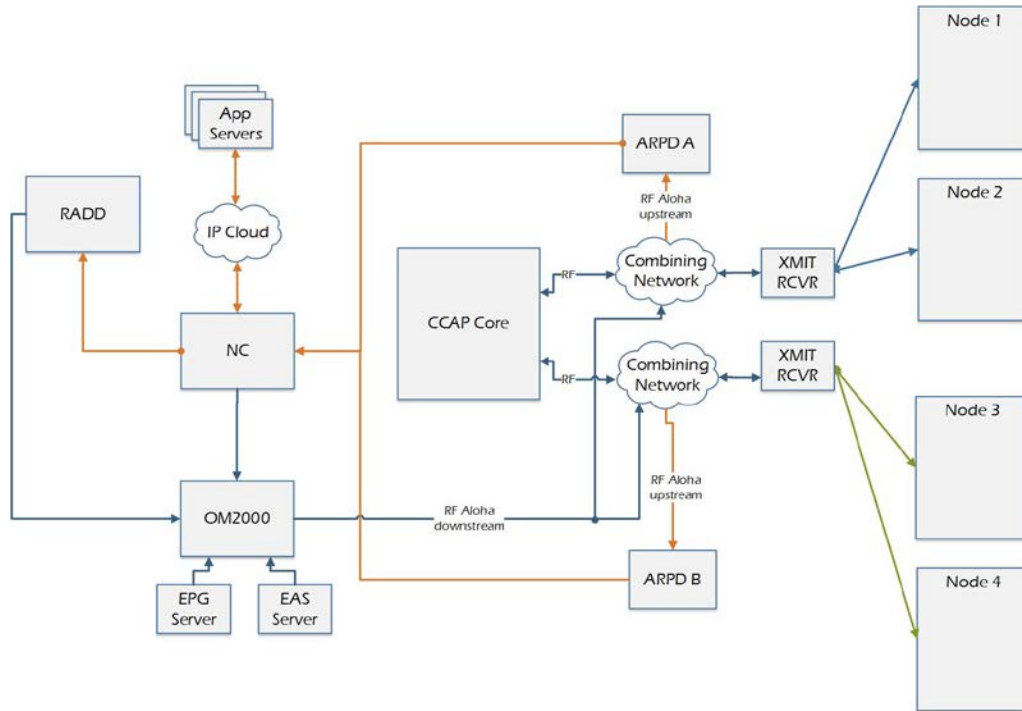 Node 1
App
Servers
ARPD A
RF Aloha
upstream
Node 2
RADD
IP Cloud
Combining
Network
XMIT
RCVR
RF
CCAP Core
NC
Combining
Network
XMIT
RCVR
RF
Node 3
RF Aloha
upstream
OM2000
RF Aloha
downstream
ARPD B
Node 4
EPG
Server
EAS
Server